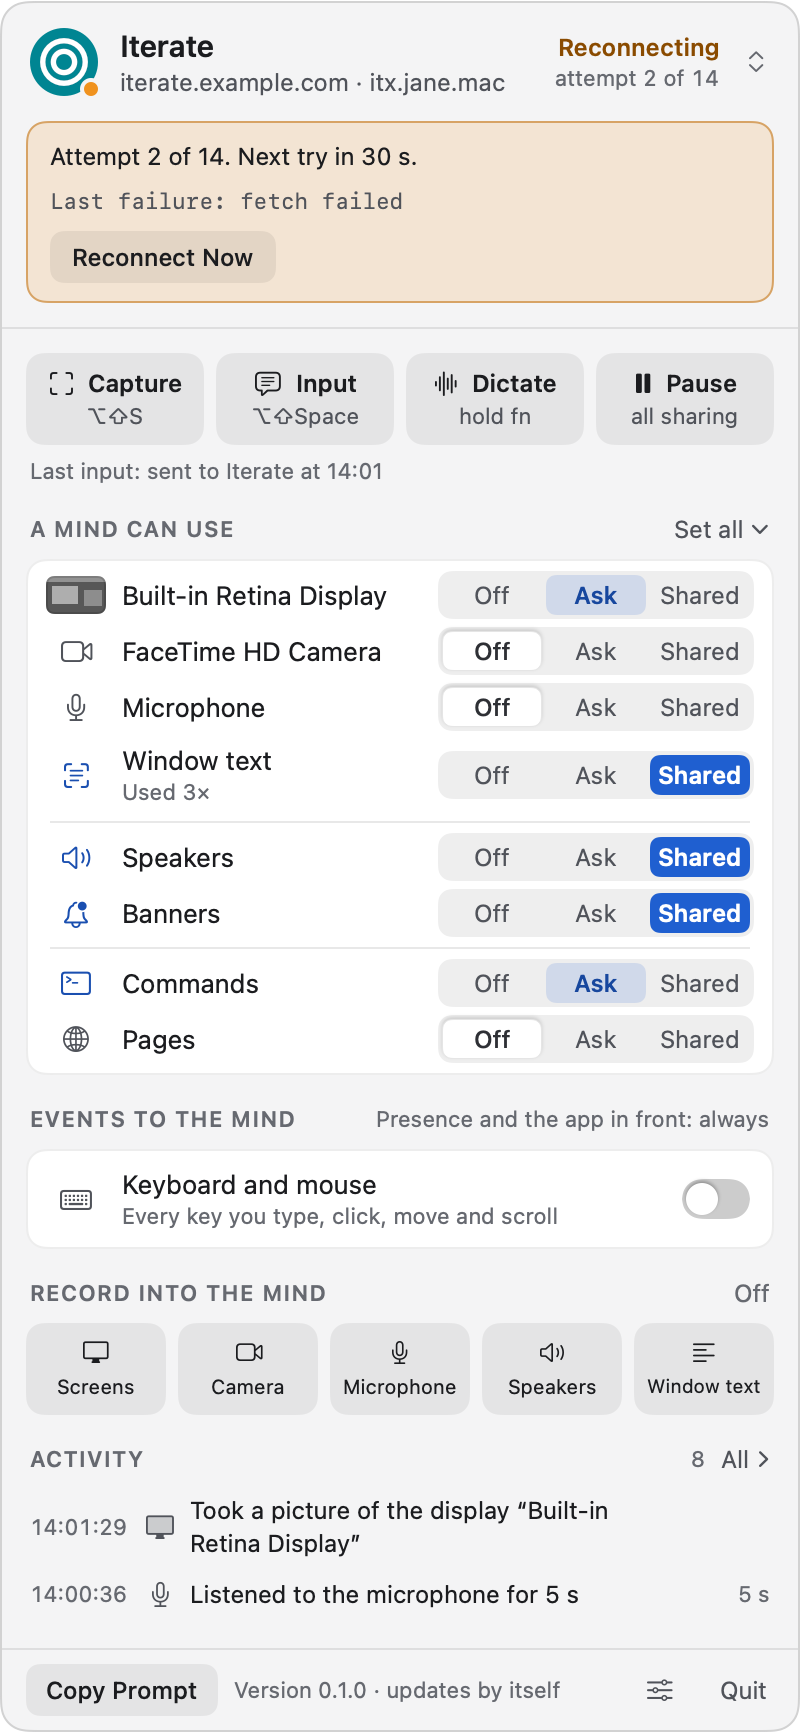 Iterate
iterate.example.com · itx.jane.mac
Reconnecting
attempt 2 of 14
Attempt 2 of 14. Next try in 30 s.
Last failure: fetch failed
Reconnect Now
Capture
⌥⇧S
Input
⌥⇧Space
Dictate
hold fn
Pause
all sharing
Last input: sent to Iterate at 14:01
A MIND CAN USE
Set all
Built-in Retina Display
Off Ask Shared
FaceTime HD Camera
Off Ask Shared
Microphone
Off Ask Shared
Window text
Used 3×
Off Ask Shared
Speakers
Off Ask Shared
Banners
Off Ask Shared
Commands
Off Ask Shared
Pages
Off Ask Shared
EVENTS TO THE MIND
Presence and the app in front: always
Keyboard and mouse
Every key you type, click, move and scroll
RECORD INTO THE MIND
Off
Screens
Camera
Microphone
Speakers
Window text
ACTIVITY
8 All
14:01:29
Took a picture of the display “Built-in
Retina Display”
14:00:36
Listened to the microphone for 5 s
5 s
Copy Prompt
Version 0.1.0 · updates by itself
Quit